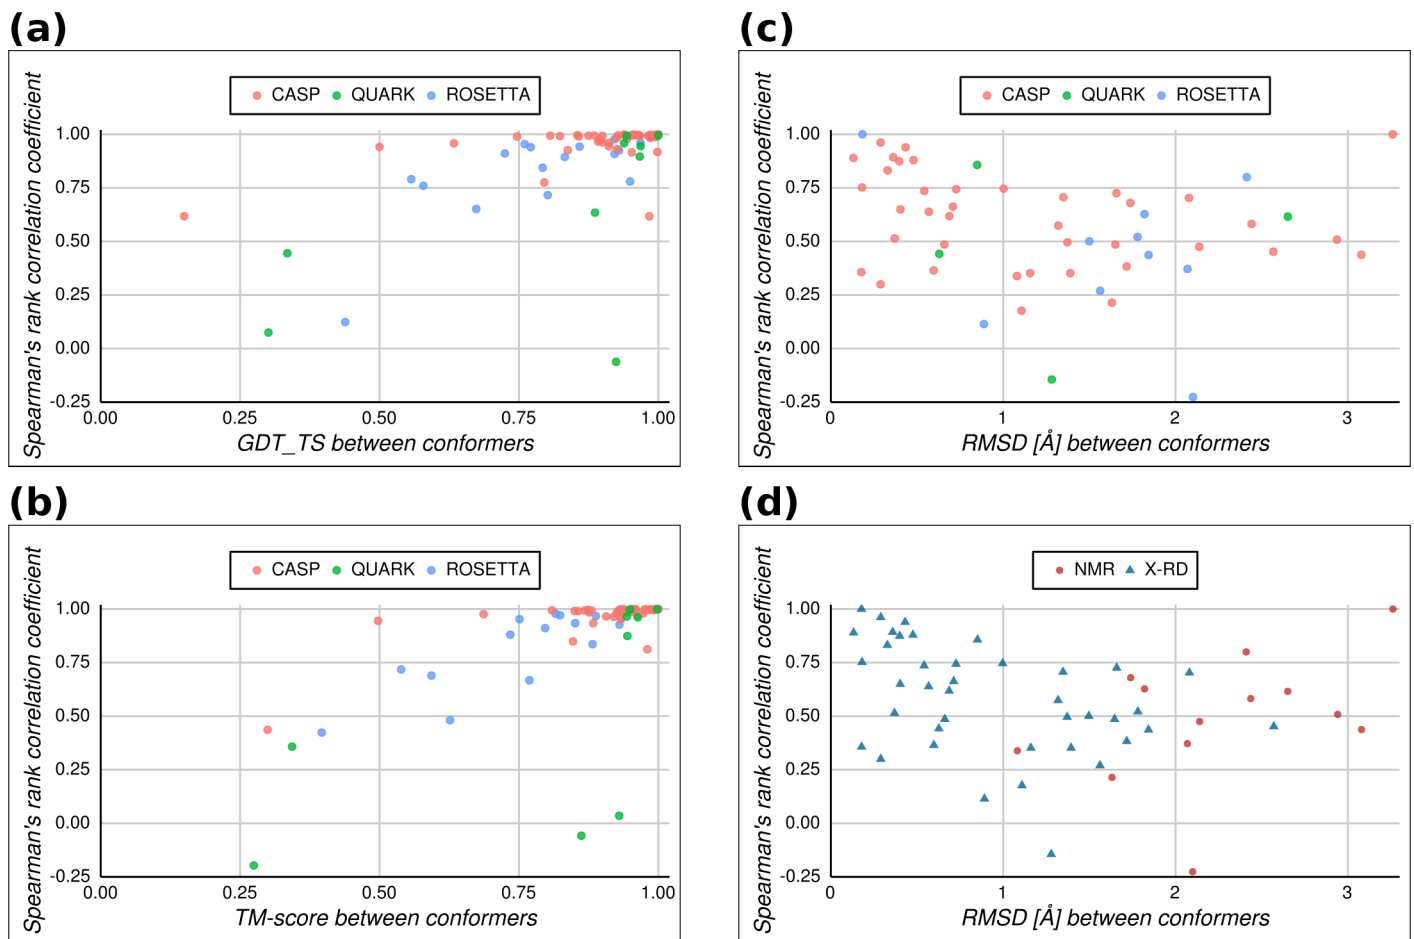 (a)
Spearman's rank correlation coefficient
CASP QUARK ROSETTA
1.00
0.75
0.50
0.25
0.00
-0.25
0.00 0.25 0.50 0.75 1.00
GDT_TS between conformers
(b)
Spearman's rank correlation coefficient
CASP QUARK ROSETTA
1.00
0.75
0.50
0.25
0.00
-0.25
0.00 0.25 0.50 0.75 1.00
TM-score between conformers
(c)
Spearman's rank correlation coefficient
CASP QUARK ROSETTA
1.00
0.75
0.50
0.25
0.00
-0.25
0 1 2 3
RMSD [Å] between conformers
(d)
Spearman's rank correlation coefficient
NMR X-RD
1.00
0.75
0.50
0.25
0.00
-0.25
0 1 2 3
RMSD [Å] between conformers